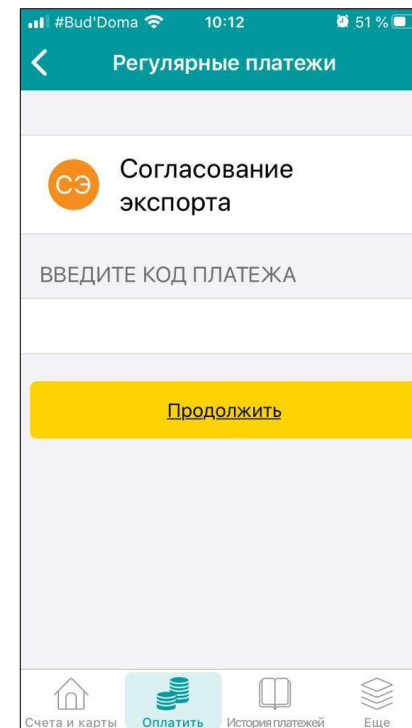 #Bud'Doma 10:12 51 %
Регулярные платежи
СЭ
Согласование
экспорта
ВВЕДИТЕ КОД ПЛАТЕЖА
Продолжить
Счета и карты Оплатить История платежей Еще